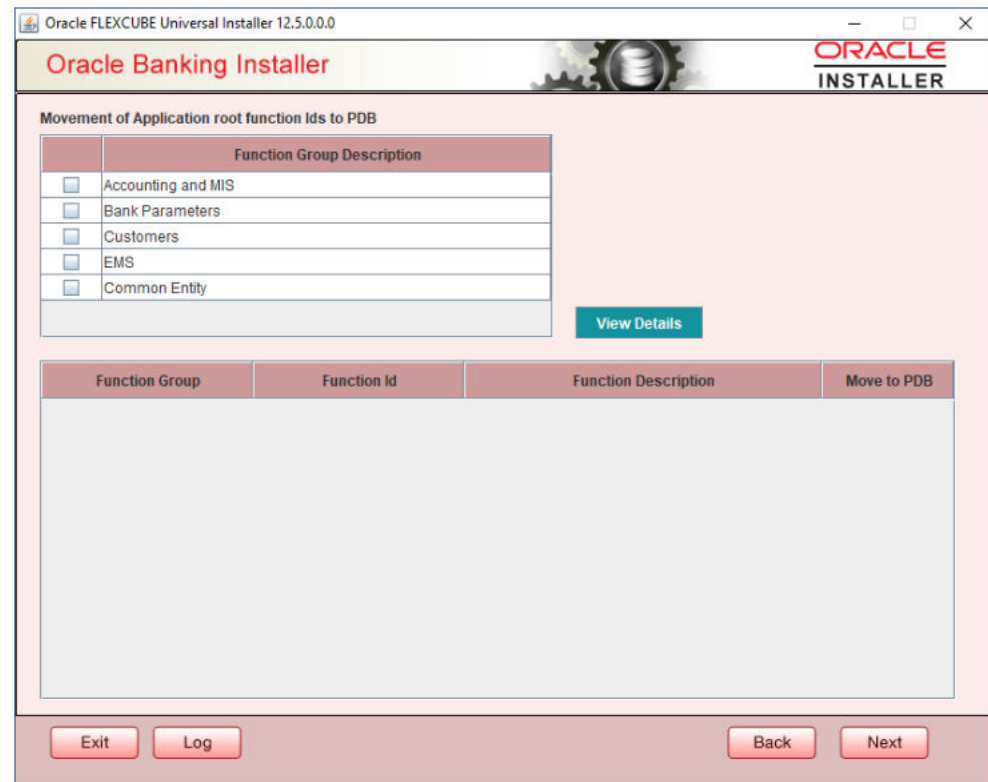 Oracle FLEXCUBE Universal Installer 12.5.0.0.0
Oracle Banking Installer
ORACLE
INSTALLER
Movement of Application root function Ids to PDB
Function Group Description
Accounting and MIS
Bank Parameters
Customers
EMS
Common Entity
View Details
Function Group Function Id Function Description Move to PDB
Exit Log Back Next